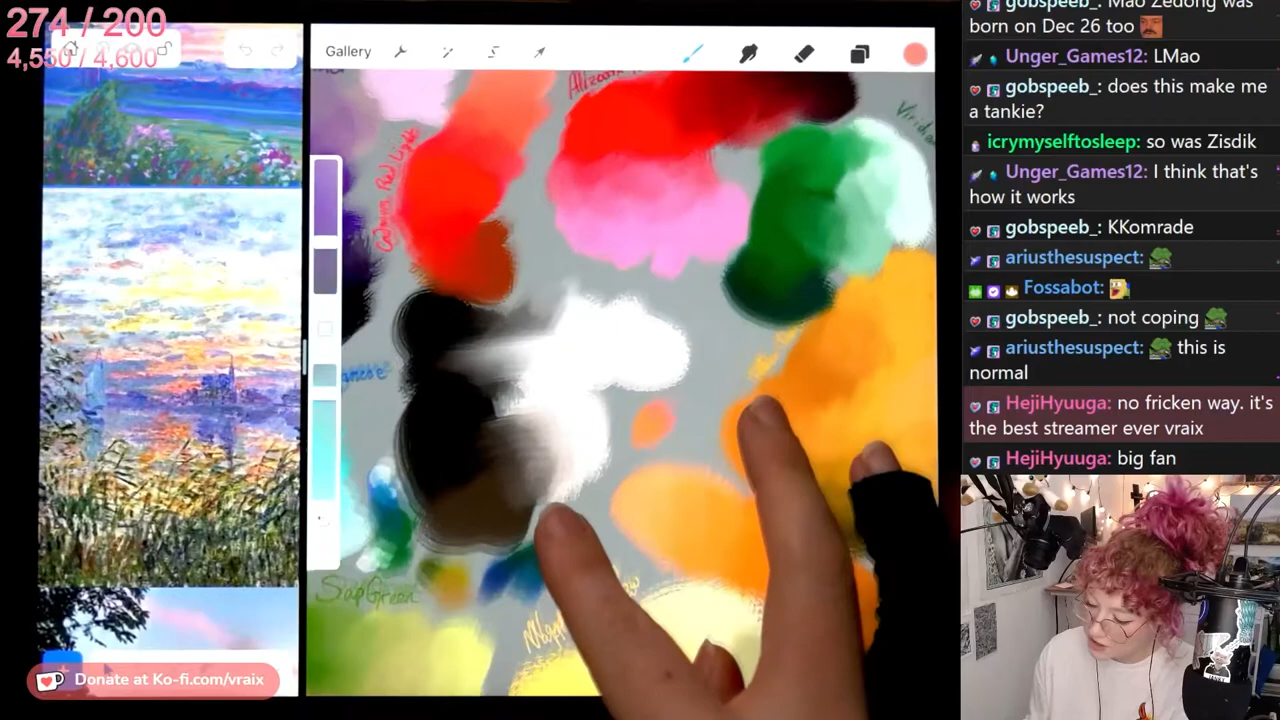 274 / 200
4,550 / 4,600
Gallery
Cadmium Red Light
Sap Green
Donate at Ko-fi.com/vraix
gobspeeb_: Mao Zedong was
born on Dec 26 too
Unger_Games12: LMao
gobspeeb_: does this make me
a tankie?
icrymyselftosleep: so was Zisdik
Unger_Games12: I think that's
how it works
gobspeeb_: KKomrade
ariusthesuspect:
Fossabot:
gobspeeb_: not coping
ariusthesuspect: this is
normal
HejiHyuuga: no fricken way. it's
the best streamer ever vraix
HejiHyuuga: big fan